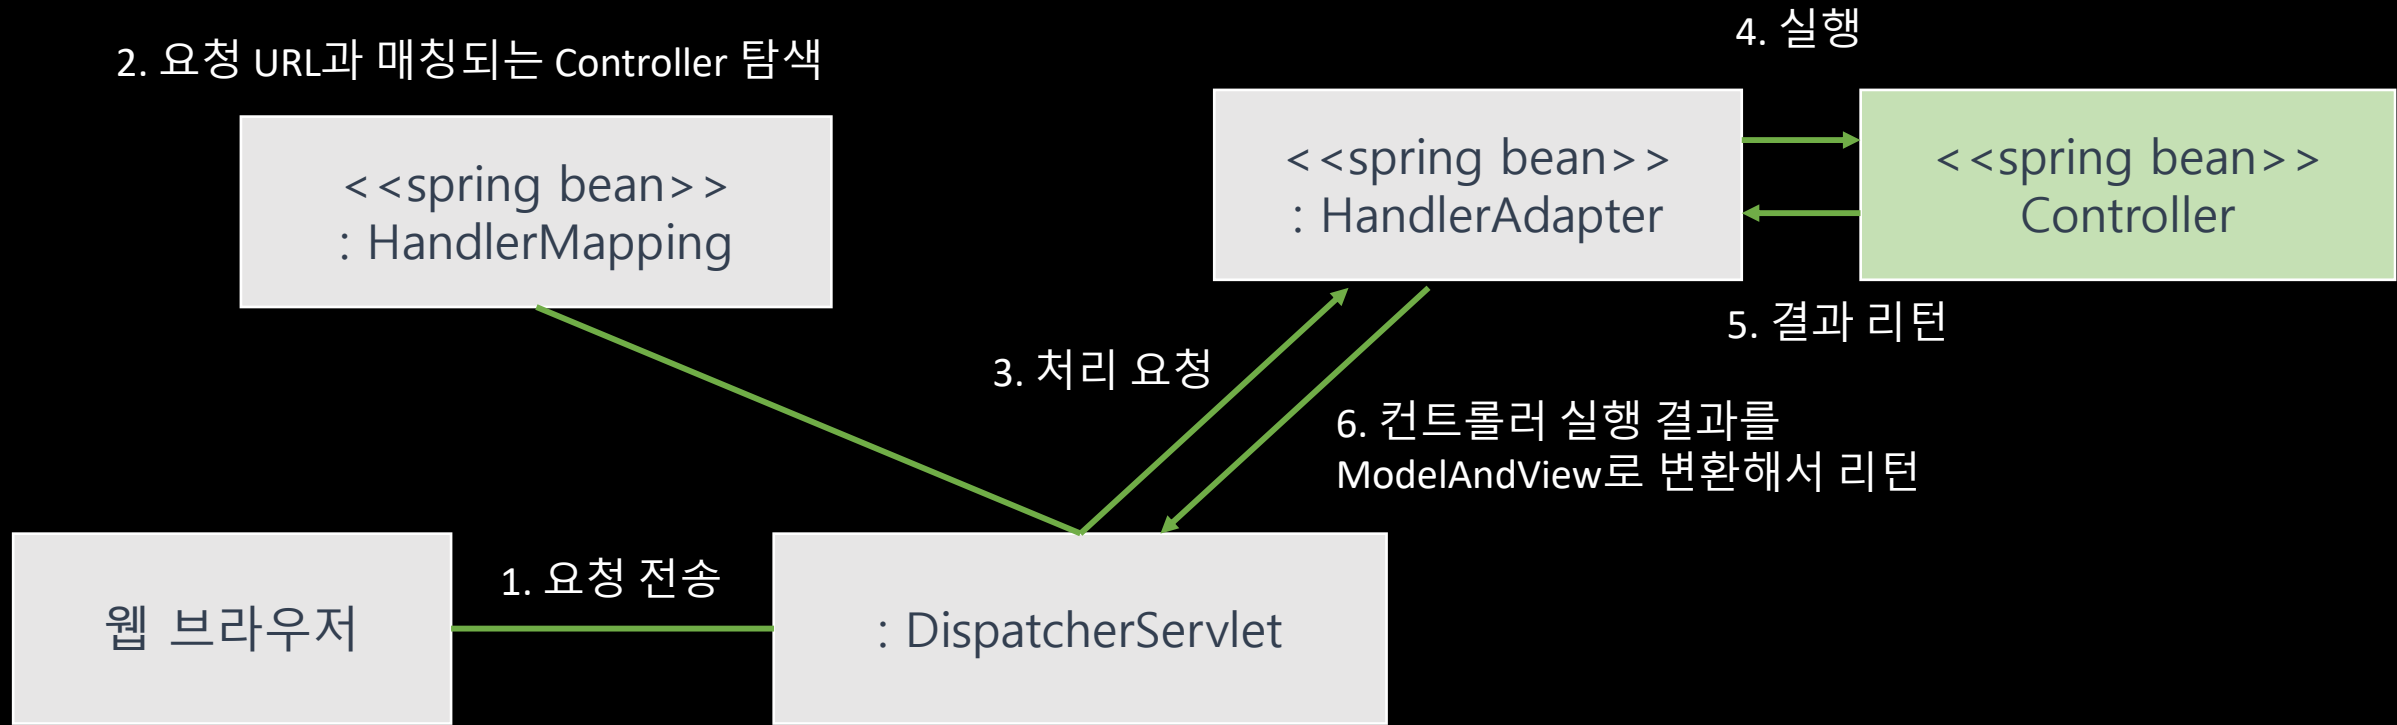 4. 실행
2. 요청 URL과 매칭되는 Controller 탐색
<<spring bean>>
: HandlerMapping
<<spring bean>>
: HandlerAdapter
<<spring bean>>
Controller
5. 결과 리턴
3. 처리 요청
6. 컨트롤러 실행 결과를
ModelAndView로 변환해서 리턴
1. 요청 전송
웹 브라우저
: DispatcherServlet